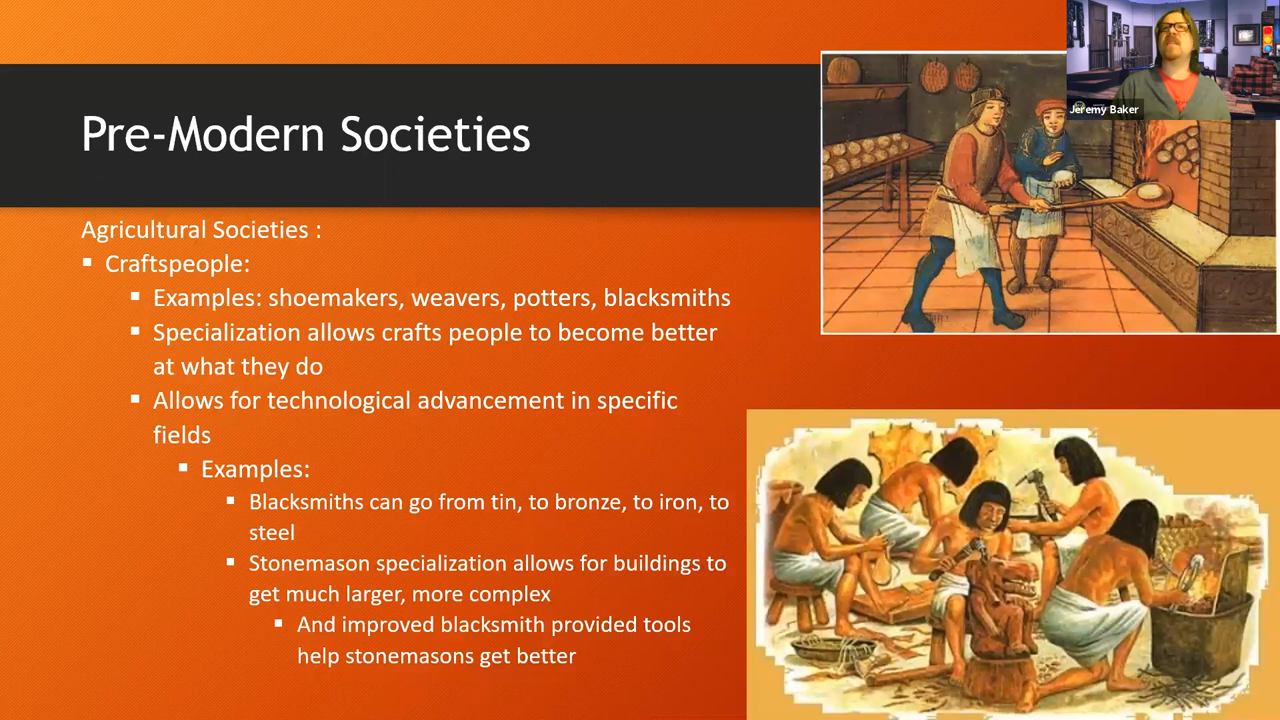 Pre-Modern Societies
Jeremy Baker
Agricultural Societies :
Craftspeople:
Examples: shoemakers, weavers, potters, blacksmiths
Specialization allows crafts people to become better
at what they do
Allows for technological advancement in specific
fields
Examples:
Blacksmiths can go from tin, to bronze, to iron, to
steel
Stonemason specialization allows for buildings to
get much larger, more complex
And improved blacksmith provided tools
help stonemasons get better